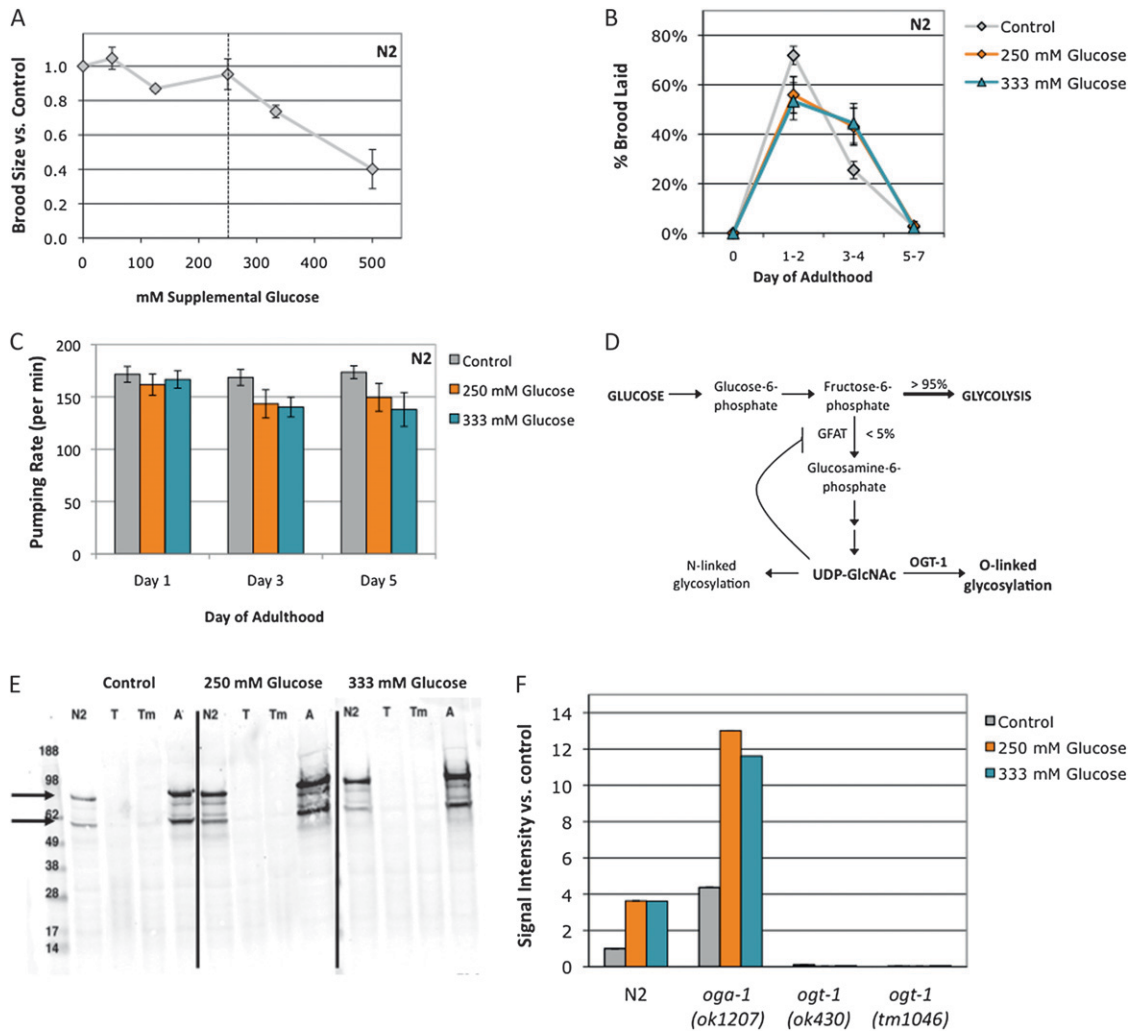 A
N2
Brood Size vs. Control
1.0
0.8
0.6
0.4
0.2
0.0
0 100 200 300 400 500
mM Supplemental Glucose
B
N2
% Brood Laid
80%
60%
40%
20%
0%
0 1-2 3-4 5-7
Day of Adulthood
Control
250 mM Glucose
333 mM Glucose
C
N2
Pumping Rate (per min)
200
150
100
50
0
Day 1 Day 3 Day 5
Day of Adulthood
Control
250 mM Glucose
333 mM Glucose
D
GLUCOSE
Glucose-6-
phosphate
Fructose-6-
phosphate
> 95%
GLYCOLYSIS
GFAT
< 5%
Glucosamine-6-
phosphate
N-linked
glycosylation
UDP-GlcNAc
OGT-1
O-linked
glycosylation
E
Control 250 mM Glucose 333 mM Glucose
N2 T Tm A N2 T Tm A N2 T Tm A
188
98
62
49
38
28
17
14
F
Signal Intensity vs. control
14
12
10
8
6
4
2
0
N2
oga-1
(ok1207)
ogt-1
(ok430)
ogt-1
(tm1046)
Control
250 mM Glucose
333 mM Glucose